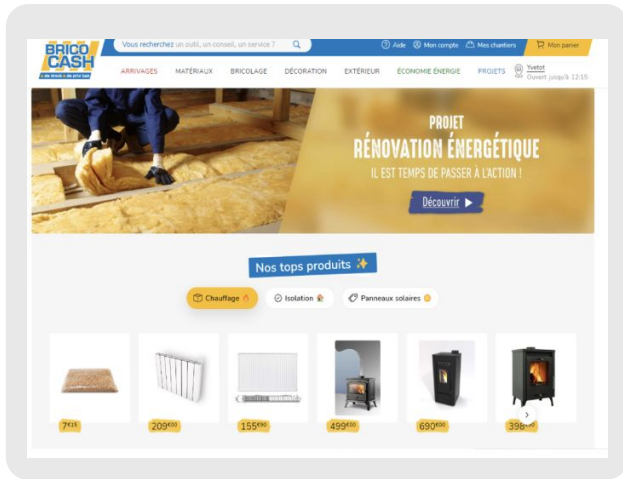 BRICO
CASH
Vous recherchez un outil, un conseil, un service ?
Aide
Mon compte
Mes chantiers
Mon panier
ARRIVAGES
MATÉRIAUX
BRICOLAGE
DÉCORATION
EXTÉRIEUR
ÉCONOMIE ÉNERGIE
PROJETS
Yvetot
Ouvert jusqu'à 12:15
PROJET
RÉNOVATION ÉNERGÉTIQUE
IL EST TEMPS DE PASSER À L'ACTION !
Découvrir
Nos tops produits
Chauffage
Isolation
Panneaux solaires
7€15
209€00
155€90
499€00
690€00